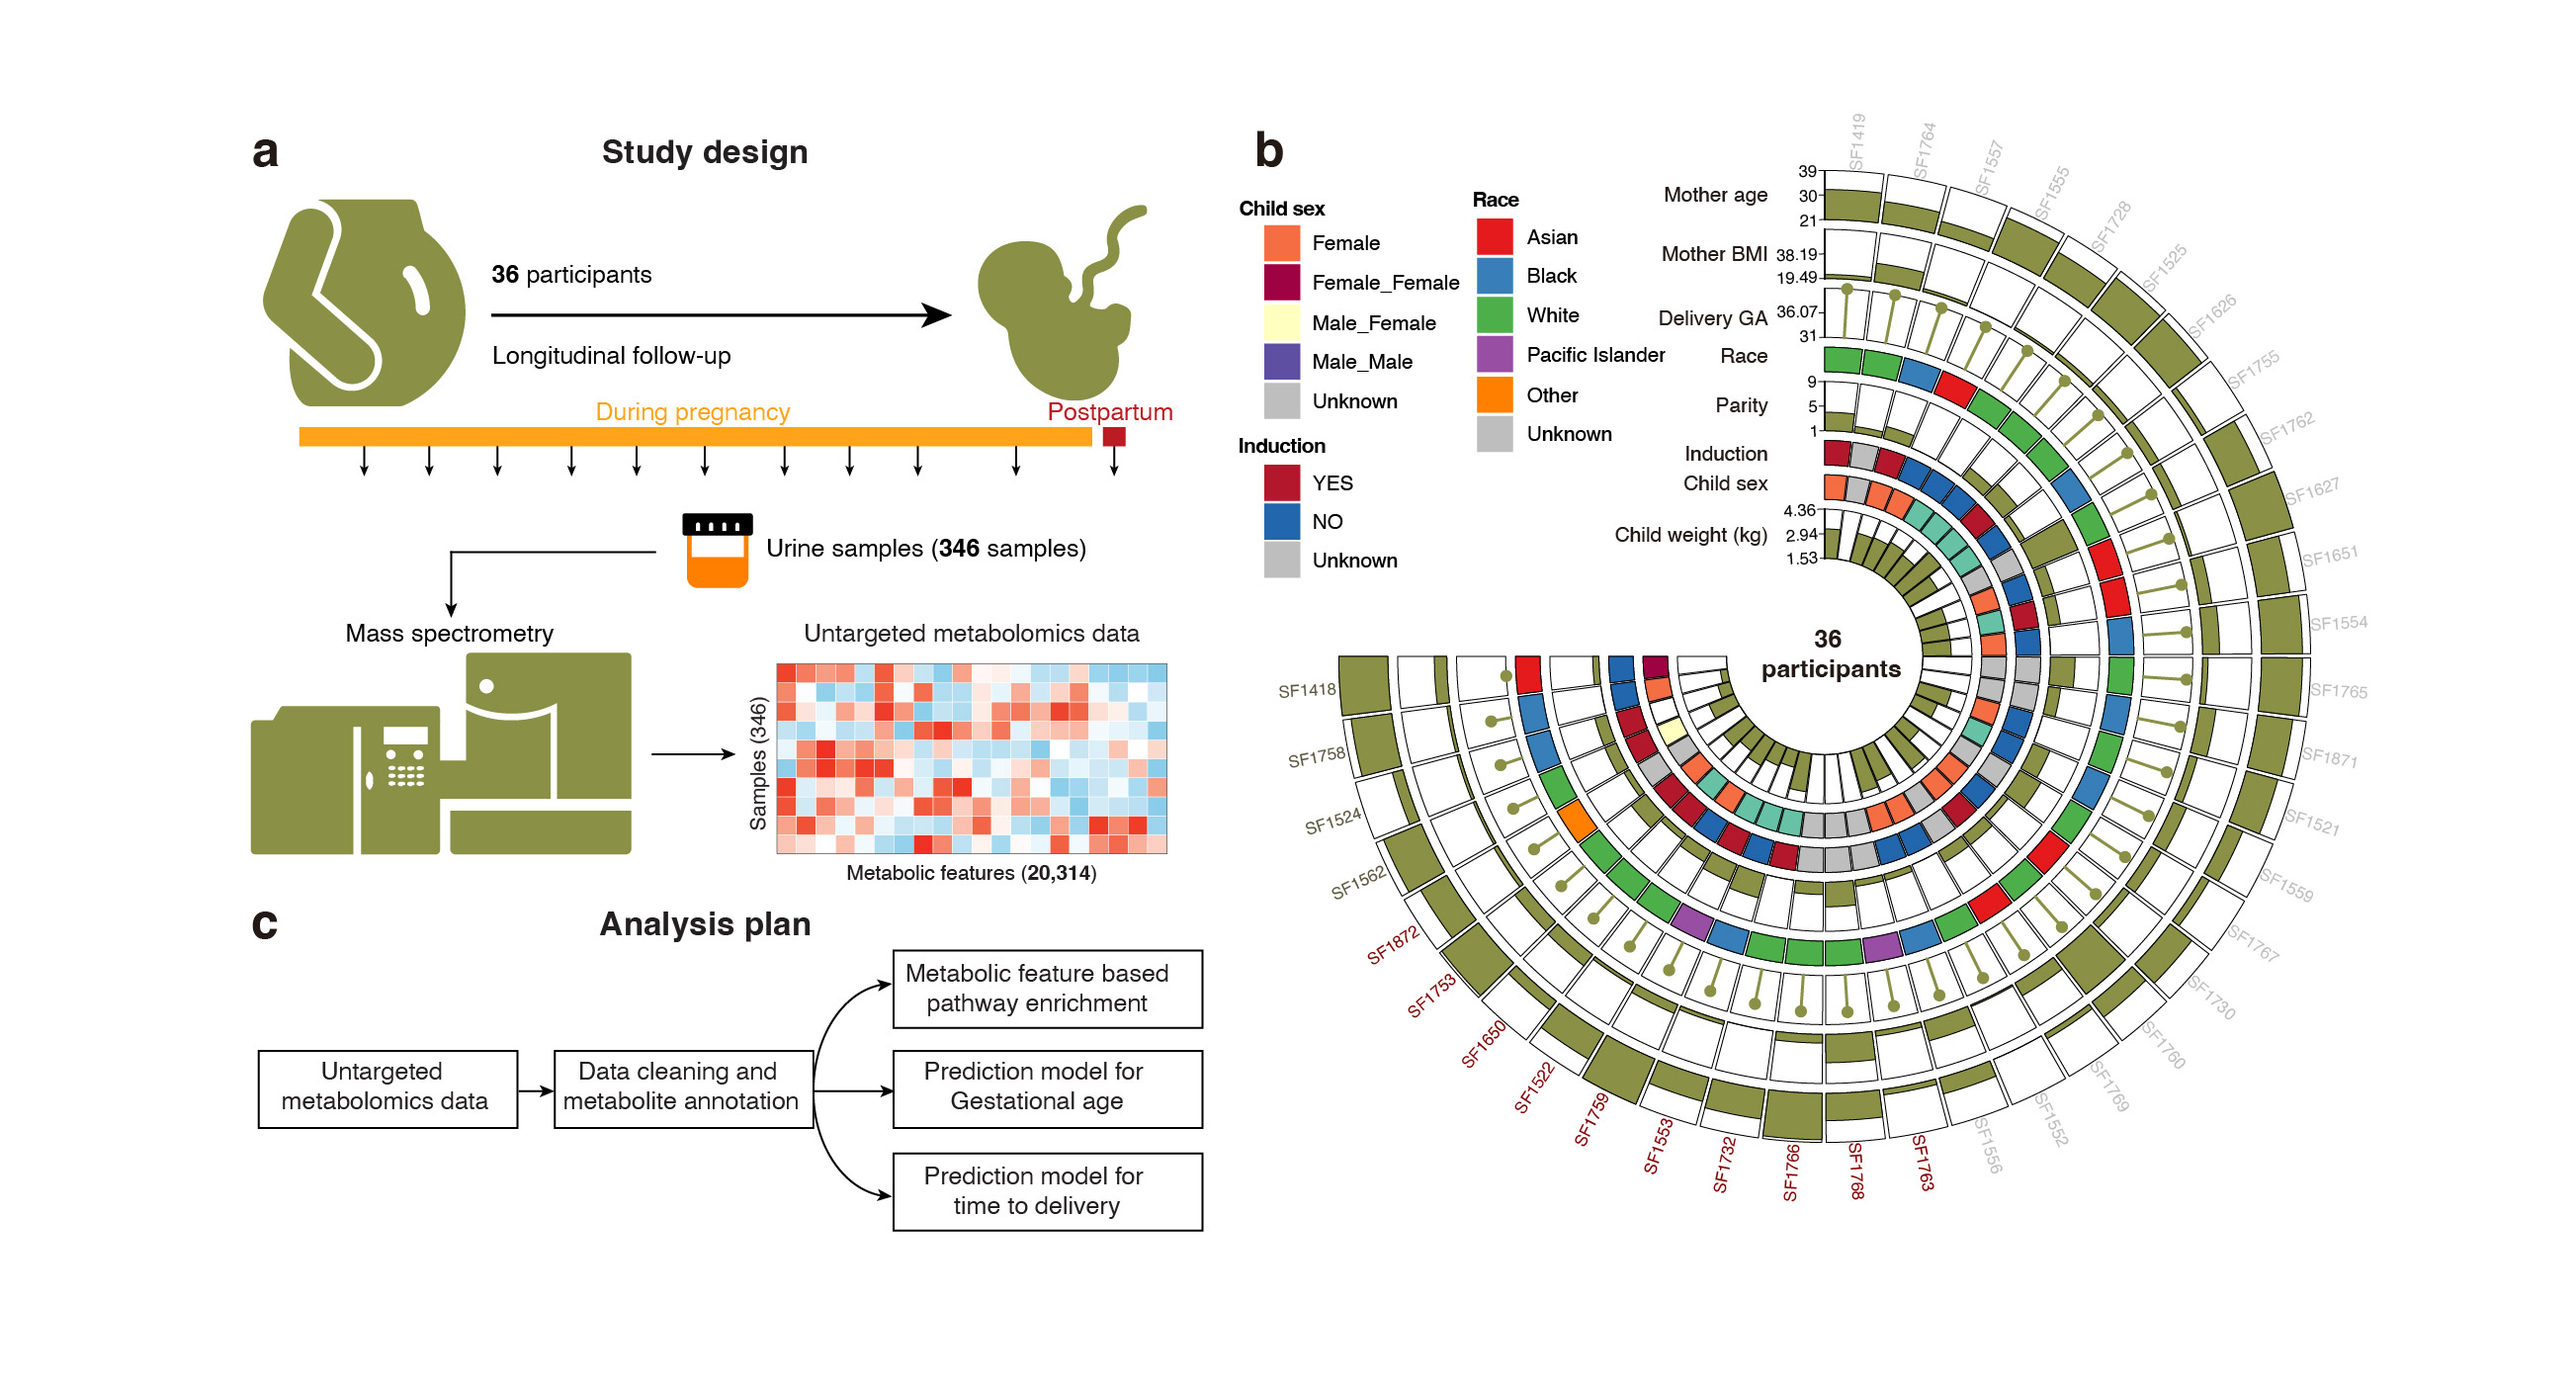 a
Study design
36 participants
Longitudinal follow-up
During pregnancy
Postpartum
Urine samples (346 samples)
Mass spectrometry
Untargeted metabolomics data
Samples (346)
Metabolic features (20,314)
b
Child sex
Female
Female_Female
Male_Female
Male_Male
Unknown
Induction
YES
NO
Unknown
Race
Asian
Black
White
Pacific Islander
Other
Unknown
Mother age
39
30
21
Mother BMI
38.19
19.49
Delivery GA
36.07
31
Race
Parity
9
5
1
Induction
Child sex
Child weight (kg)
4.36
2.94
1.53
36
participants
SF1419
SF1764
SF1557
SF1555
SF1728
SF1525
SF1626
SF1755
SF1762
SF1627
SF1651
SF1554
SF1765
SF1871
SF1521
SF1559
SF1767
SF1730
SF1760
SF1769
SF1552
SF1556
SF1763
SF1768
SF1766
SF1732
SF1553
SF1759
SF1522
SF1650
SF1753
SF1872
SF1562
SF1524
SF1758
SF1418
c
Analysis plan
Untargeted
metabolomics data
Data cleaning and
metabolite annotation
Metabolic feature based
pathway enrichment
Prediction model for
Gestational age
Prediction model for
time to delivery